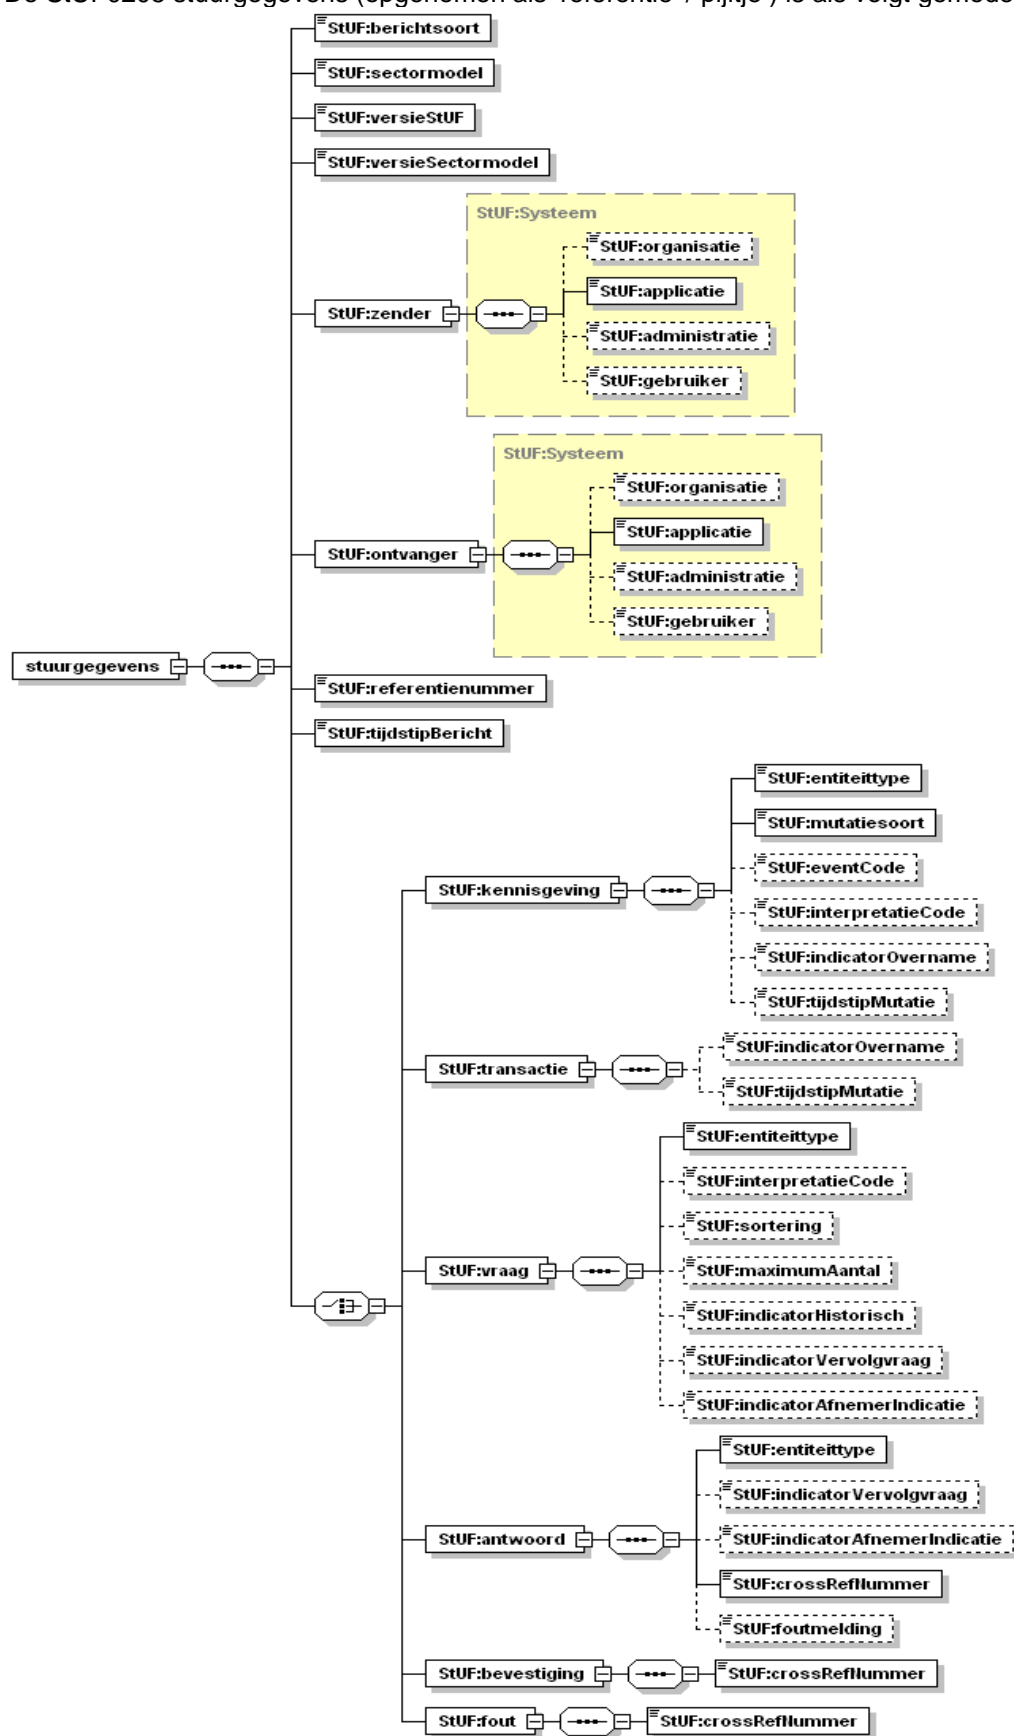 StUF:berichtsoort
StUF:sectormodel
StUF:versieStUF
StUF:versieSectormodel
StUF:Systeem
StUF:organisatie
StUF:applicatie
StUF:zender
StUF:administratie
StUF:gebruiker
StUF:Systeem
StUF:organisatie
StUF:applicatie
StUF:ontvanger
StUF:administratie
StUF:gebruiker
stuurgegevens
StUF:referentienummer
StUF:tijdstipBericht
StUF:entiteittype
StUF:mutatiesoort
StUF:eventCode
StUF:kennisgeving
StUF:interpretatieCode
StUF:indicatorOvername
StUF:tijdstipMutatie
StUF:indicatorOvername
StUF:transactie
StUF:tijdstipMutatie
StUF:entiteittype
StUF:interpretatieCode
StUF:sortering
StUF:vraag
StUF:maximumAantal
StUF:indicatorHistorisch
StUF:indicatorVervolgvraag
StUF:indicatorAfnemerIndicatie
StUF:entiteittype
StUF:indicatorVervolgvraag
StUF:antwoord
StUF:indicatorAfnemerIndicatie
StUF:crossRefNummer
StUF:foutmelding
StUF:bevestiging
StUF:crossRefNummer
StUF:fout
StUF:crossRefNummer